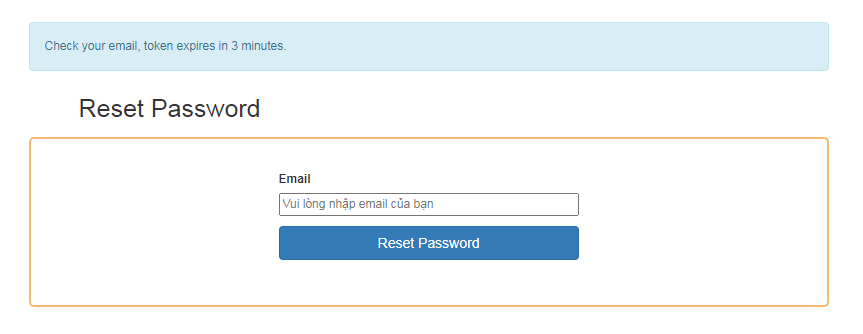 Check your email, token expires in 3 minutes.
Reset Password
Email
Vui lòng nhập email của bạn
Reset Password